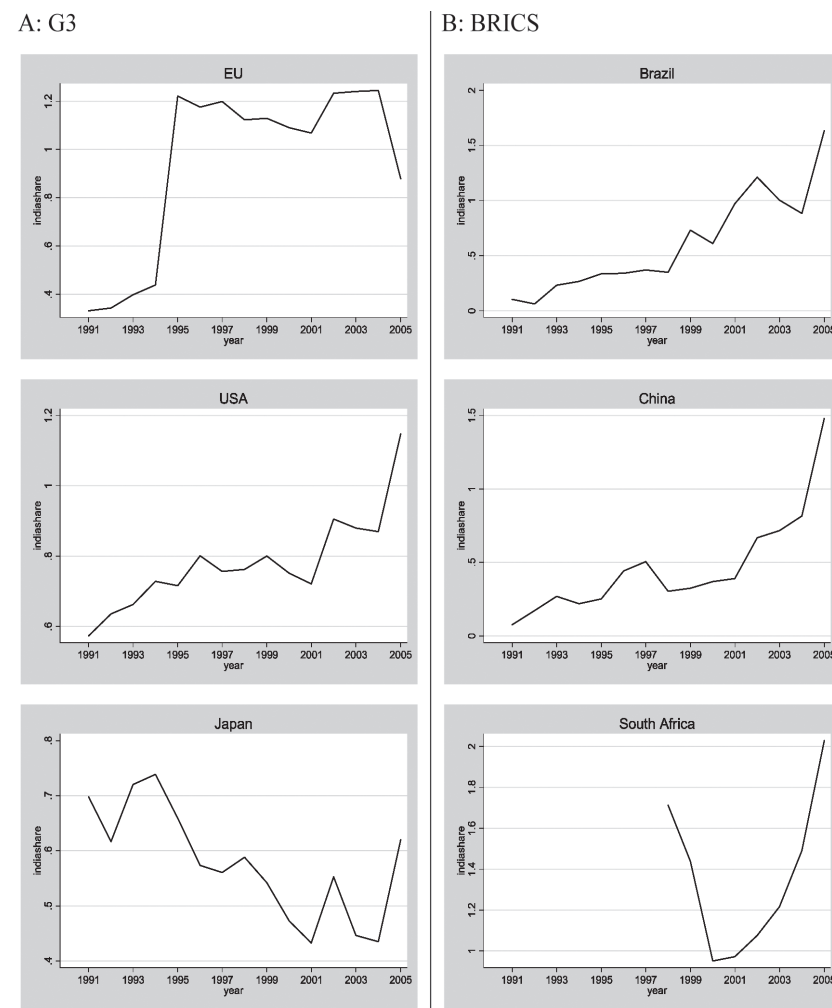 A: G3
EU
indiashare
1.2
1
.8
.6
.4
1991 1993 1995 1997 1999 2001 2003 2005
year
USA
indiashare
1.2
1
.8
.6
1991 1993 1995 1997 1999 2001 2003 2005
year
Japan
indiashare
.8
.7
.6
.5
.4
1991 1993 1995 1997 1999 2001 2003 2005
year
B: BRICS
Brazil
indiashare
2
1.5
1
.5
0
1991 1993 1995 1997 1999 2001 2003 2005
year
China
indiashare
1.5
1
.5
0
1991 1993 1995 1997 1999 2001 2003 2005
year
South Africa
indiashare
2
1.8
1.6
1.4
1.2
1
1991 1993 1995 1997 1999 2001 2003 2005
year